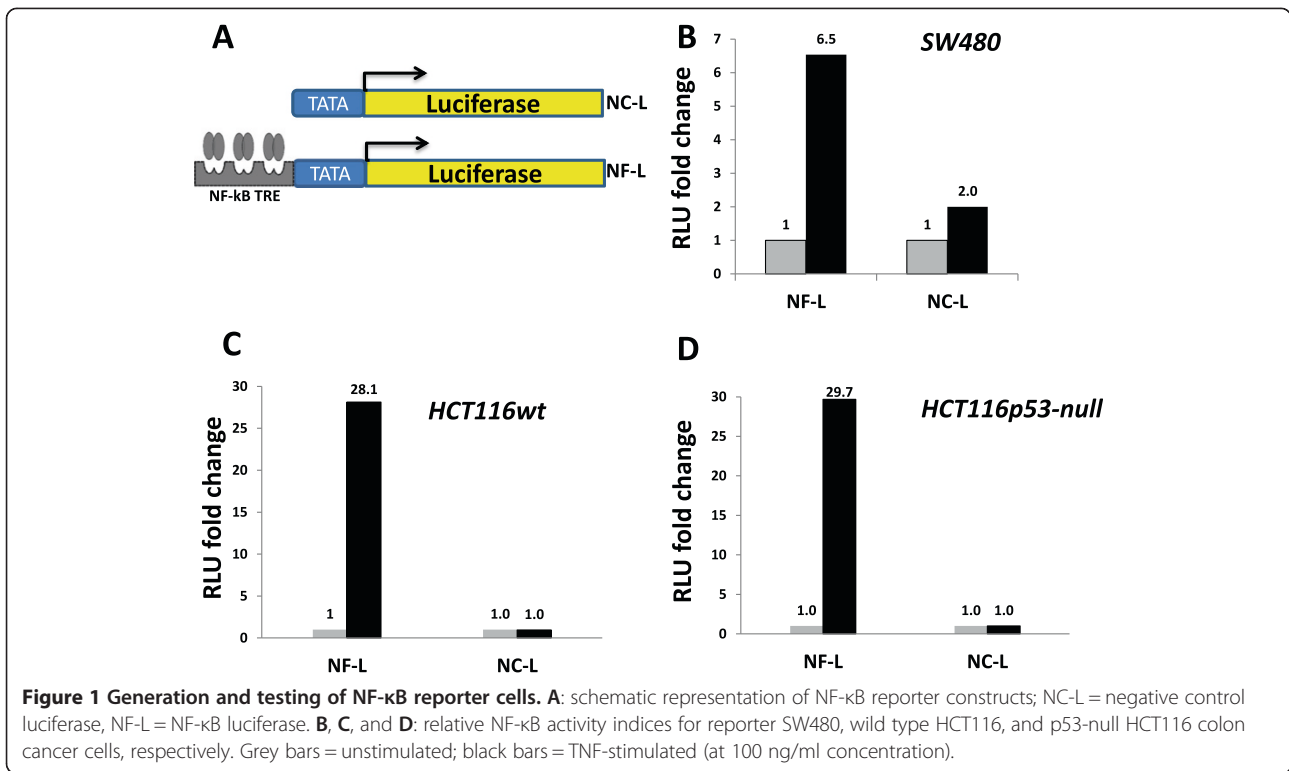 A
TATA
Luciferase
NC-L
TATA
Luciferase
NF-L
NF-kB TRE
B
SW480
RLU fold change
7
6
5
4
3
2
1
0
1
6.5
1
2.0
NF-L
NC-L
C
HCT116wt
RLU fold change
30
25
20
15
10
5
0
1
28.1
1.0
1.0
NF-L
NC-L
D
HCT116p53-null
RLU fold change
30
25
20
15
10
5
0
1.0
29.7
1.0
1.0
NF-L
NC-L
Figure 1 Generation and testing of NF-κB reporter cells. A: schematic representation of NF-κB reporter constructs; NC-L = negative control
luciferase, NF-L = NF-κB luciferase. B, C, and D: relative NF-κB activity indices for reporter SW480, wild type HCT116, and p53-null HCT116 colon
cancer cells, respectively. Grey bars = unstimulated; black bars = TNF-stimulated (at 100 ng/ml concentration).